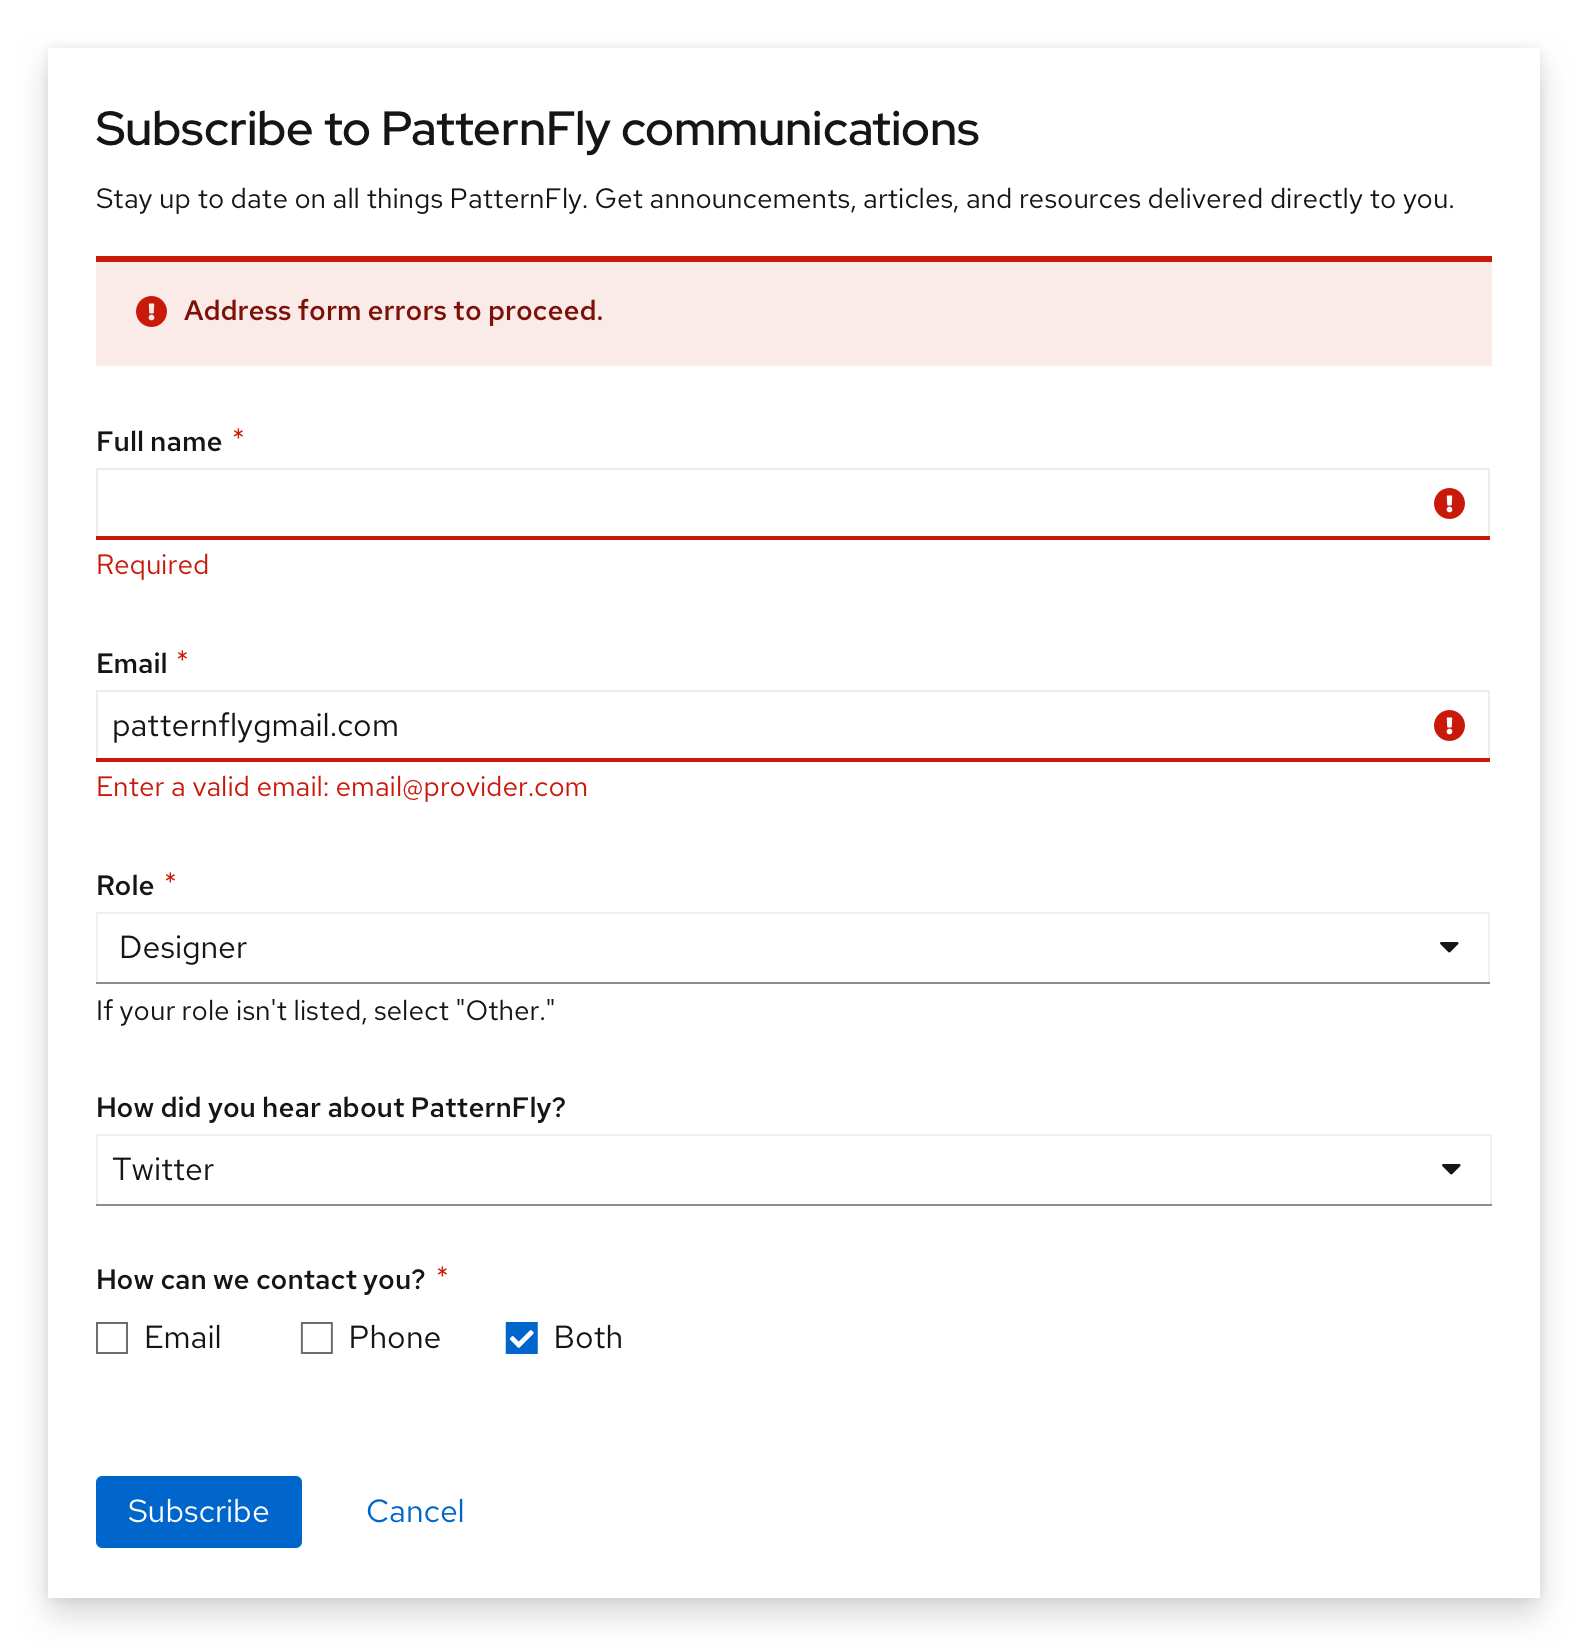 Subscribe to PatternFly communications
Stay up to date on all things PatternFly. Get announcements, articles, and resources delivered directly to you.
Address form errors to proceed.
Full name *
Required
Email *
patternflygmail.com
Enter a valid email: email@provider.com
Role *
Designer
If your role isn't listed, select "Other."
How did you hear about PatternFly?
Twitter
How can we contact you? *
Email Phone Both
Subscribe Cancel